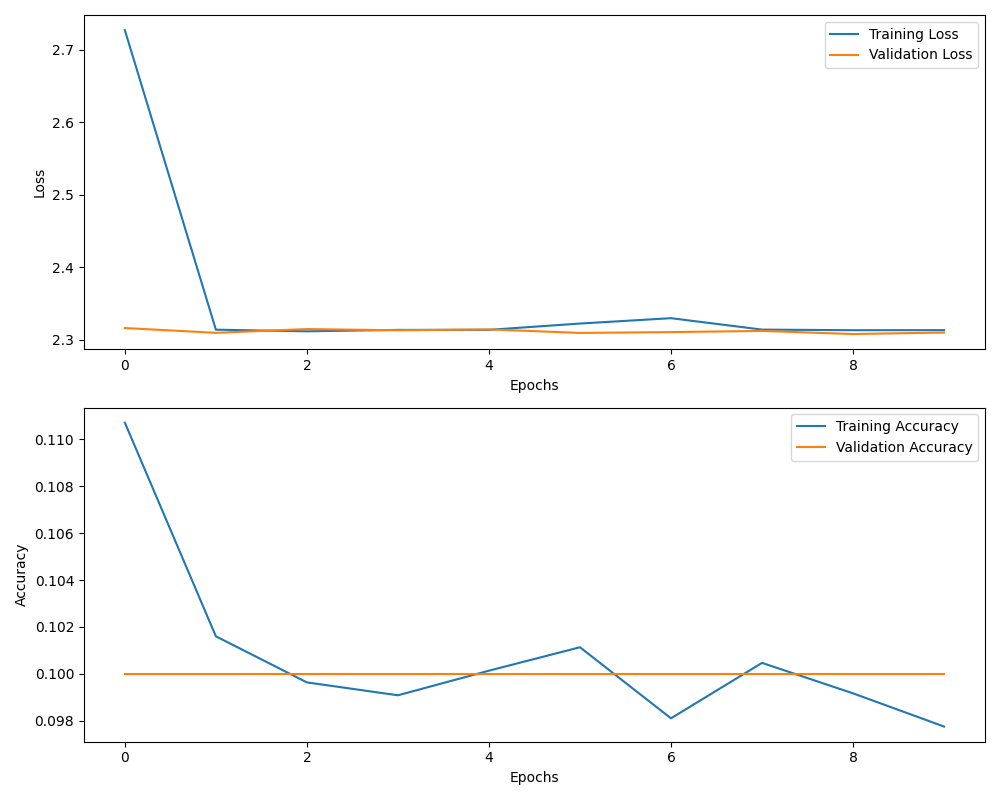 Training Loss
Validation Loss
2.7
2.6
2.5
2.4
2.3
Loss
0 2 4 6 8
Epochs
Training Accuracy
Validation Accuracy
0.110
0.108
0.106
0.104
0.102
0.100
0.098
Accuracy
0 2 4 6 8
Epochs